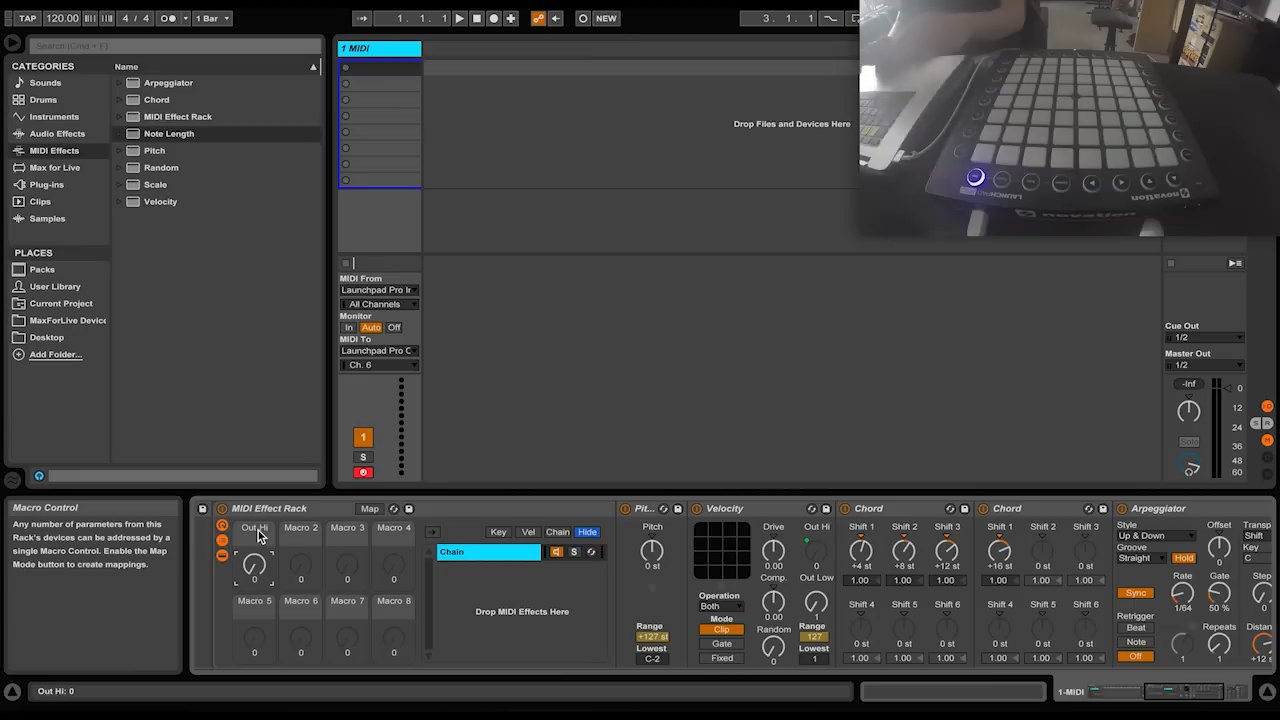 TAP 120.00 4 / 4 1 Bar
1. 1. 1 NEW 3. 1. 1
Search (Cmd + F)
CATEGORIES
Sounds
Drums
Instruments
Audio Effects
MIDI Effects
Max for Live
Plug-ins
Clips
Samples
PLACES
Packs
User Library
Current Project
MaxForLive Device
Desktop
Add Folder...
Name
Arpeggiator
Chord
MIDI Effect Rack
Note Length
Pitch
Random
Scale
Velocity
1 MIDI
Drop Files and Devices Here
MIDI From
Launchpad Pro
All Channels
Monitor
In Auto Off
MIDI To
Launchpad Pro
Ch. 6
1
S
Cue Out
1/2
Master Out
1/2
-Inf
Solo
0
12
24
36
48
60
S R
novation
novation
Macro Control
Any number of parameters from this
Rack's devices can be addressed by a
single Macro Control. Enable the Map
Mode button to create mappings.
MIDI Effect Rack Map
Out Hi Macro 2 Macro 3 Macro 4
0 0 0 0
Macro 5 Macro 6 Macro 7 Macro 8
0 0 0 0
Key Vel Chain Hide
Chain S
Drop MIDI Effects Here
Pit...
Pitch
0 st
Range
+127 st
Lowest
C-2
Velocity
Drive Out Hi
0 0
Comp. Out Low
0.00 1
Operation
Both
Mode
Clip
Gate
Fixed
Random
0
Range
127
Lowest
1
Chord
Shift 1 Shift 2 Shift 3
+4 st +8 st +12 st
1.00 1.00 1.00
Shift 4 Shift 5 Shift 6
0 st 0 st 0 st
1.00 1.00 1.00
Chord
Shift 1 Shift 2 Shift 3
+16 st 0 st 0 st
1.00 1.00 1.00
Shift 4 Shift 5 Shift 6
0 st 0 st 0 st
1.00 1.00 1.00
Arpeggiator
Style
Up & Down
Groove
Straight Hold
Offset
0
Transp
Shift
Key
C
Sync
Rate
1/64
Gate
50 %
Step
0
Retrigger
Beat
Note
Off
1
Repeats
1
Distan
+12 s
Out Hi: 0
1-MIDI